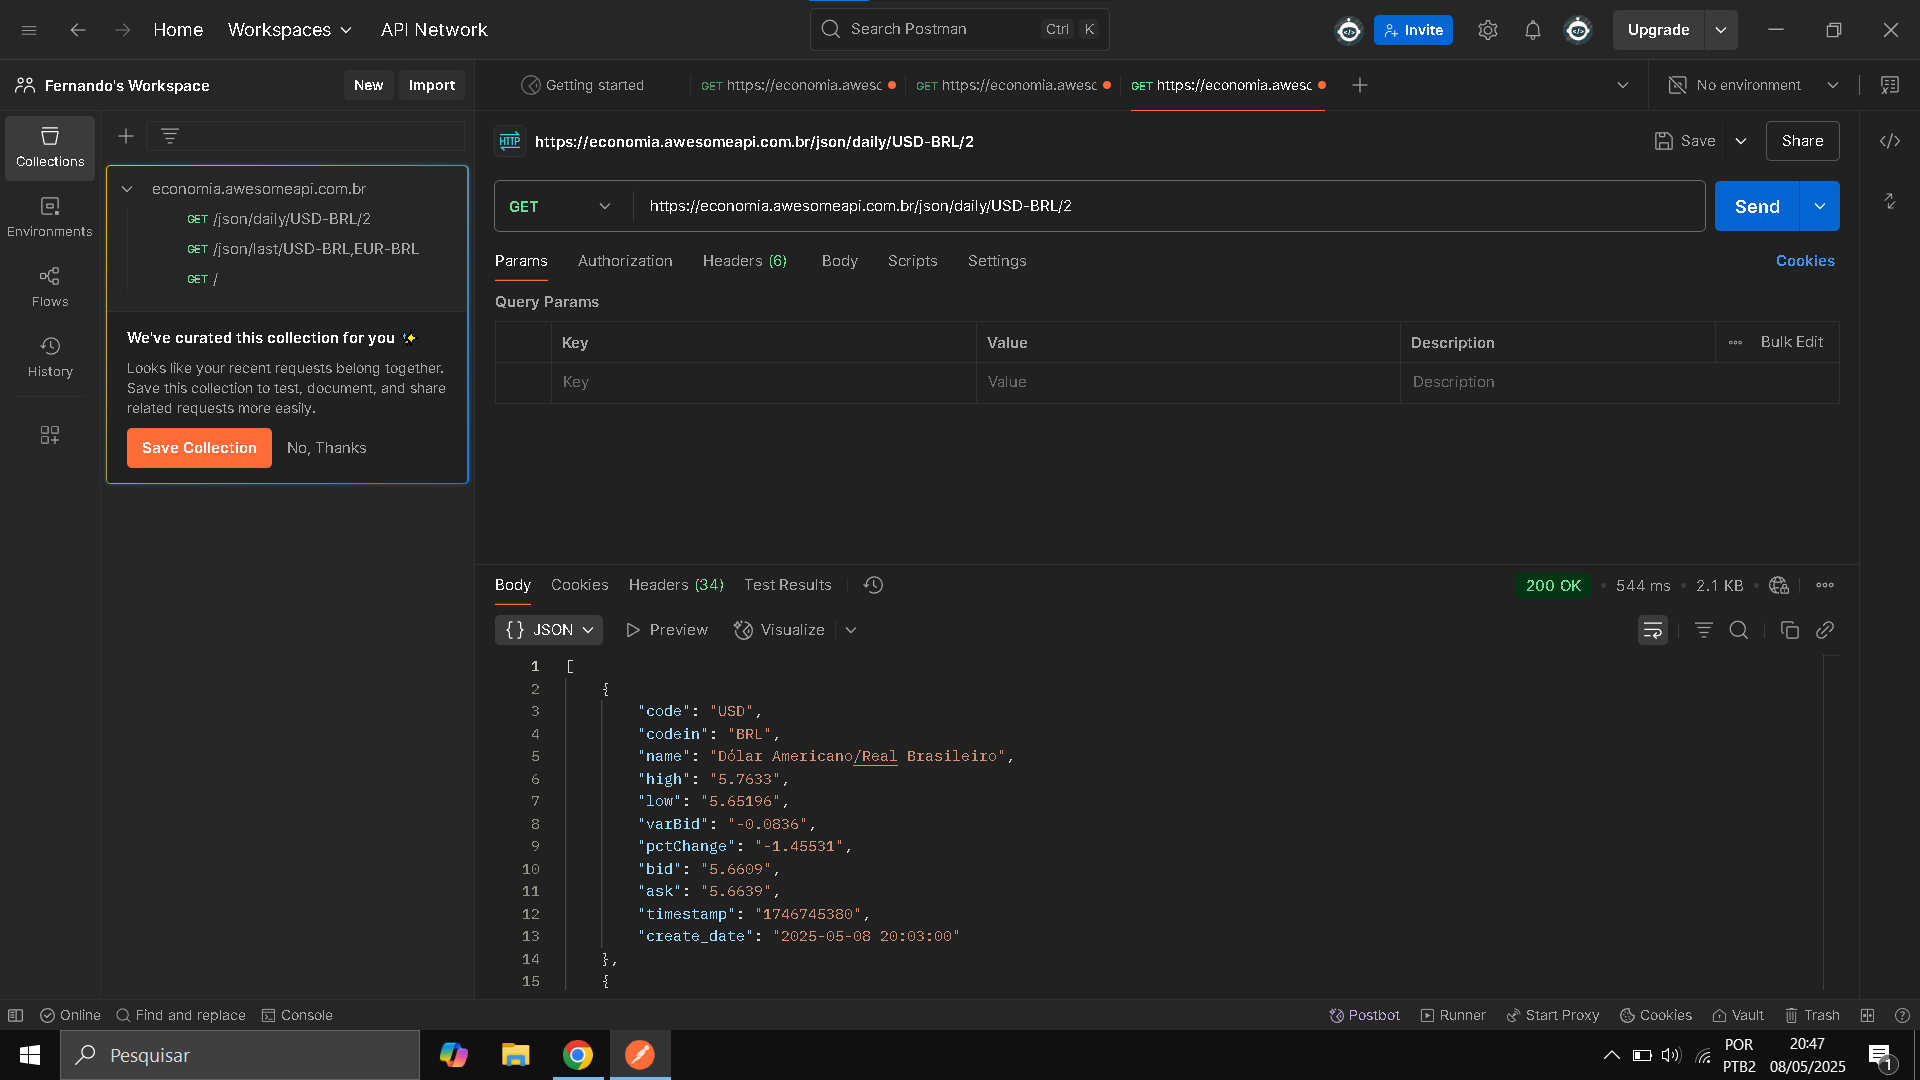 Home Workspaces API Network Search Postman Ctrl K Invite Upgrade
Fernando's Workspace New Import Getting started GET https://economia.awesc GET https://economia.awesc GET https://economia.awesc No environment
Collections
Environments
Flows
History
economia.awesomeapi.com.br
GET /json/daily/USD-BRL/2
GET /json/last/USD-BRL,EUR-BRL
GET /
We've curated this collection for you
Looks like your recent requests belong together.
Save this collection to test, document, and share
related requests more easily.
Save Collection No, Thanks
HTTP https://economia.awesomeapi.com.br/json/daily/USD-BRL/2 Save Share
GET https://economia.awesomeapi.com.br/json/daily/USD-BRL/2 Send
Params Authorization Headers (6) Body Scripts Settings Cookies
Query Params
Key Value Description Bulk Edit
Key Value Description
Body Cookies Headers (34) Test Results 200 OK 544 ms 2.1 KB
{} JSON Preview Visualize
1 [
2 {
3 "code": "USD",
4 "codein": "BRL",
5 "name": "Dólar Americano/Real Brasileiro",
6 "high": "5.7633",
7 "low": "5.65196",
8 "varBid": "-0.0836",
9 "pctChange": "-1.45531",
10 "bid": "5.6609",
11 "ask": "5.6639",
12 "timestamp": "1746745380",
13 "create_date": "2025-05-08 20:03:00"
14 },
15 {
Online Find and replace Console Postbot Runner Start Proxy Cookies Vault Trash
Pesquisar
POR
PTB2
20:47
08/05/2025
1